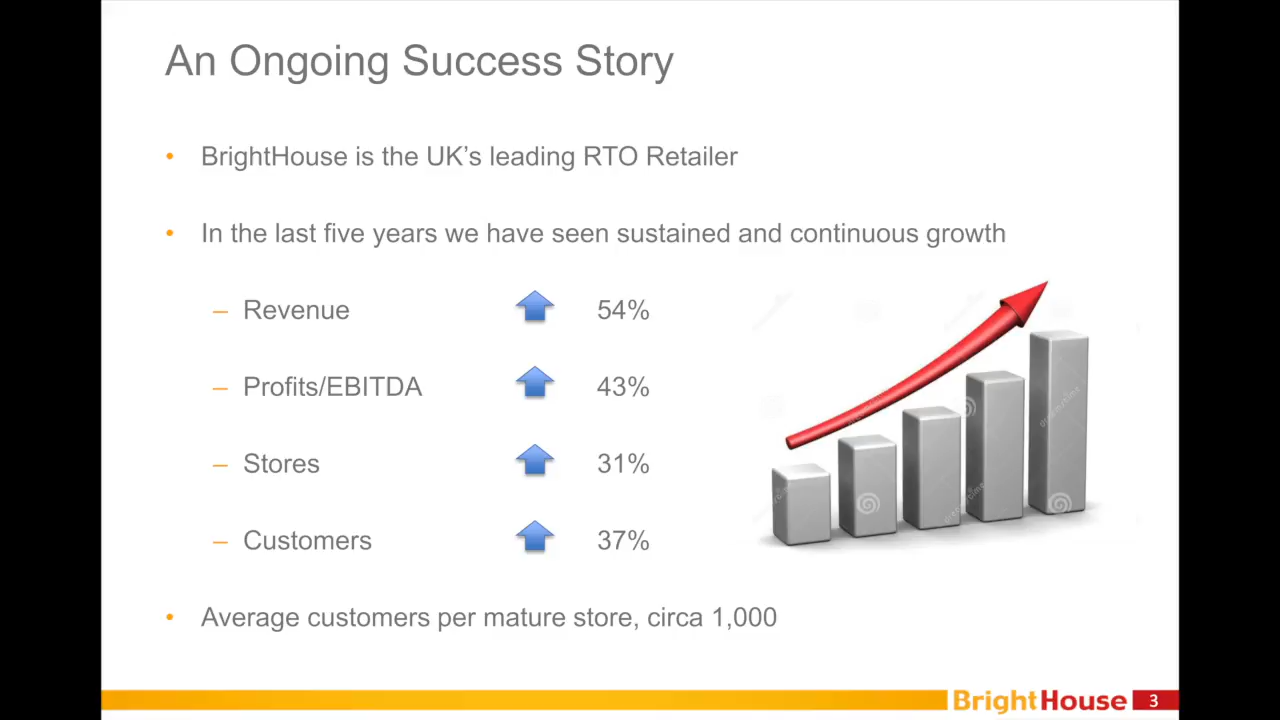 An Ongoing Success Story
• BrightHouse is the UK's leading RTO Retailer
• In the last five years we have seen sustained and continuous growth
– Revenue 54%
– Profits/EBITDA 43%
– Stores 31%
– Customers 37%
• Average customers per mature store, circa 1,000
BrightHouse 3